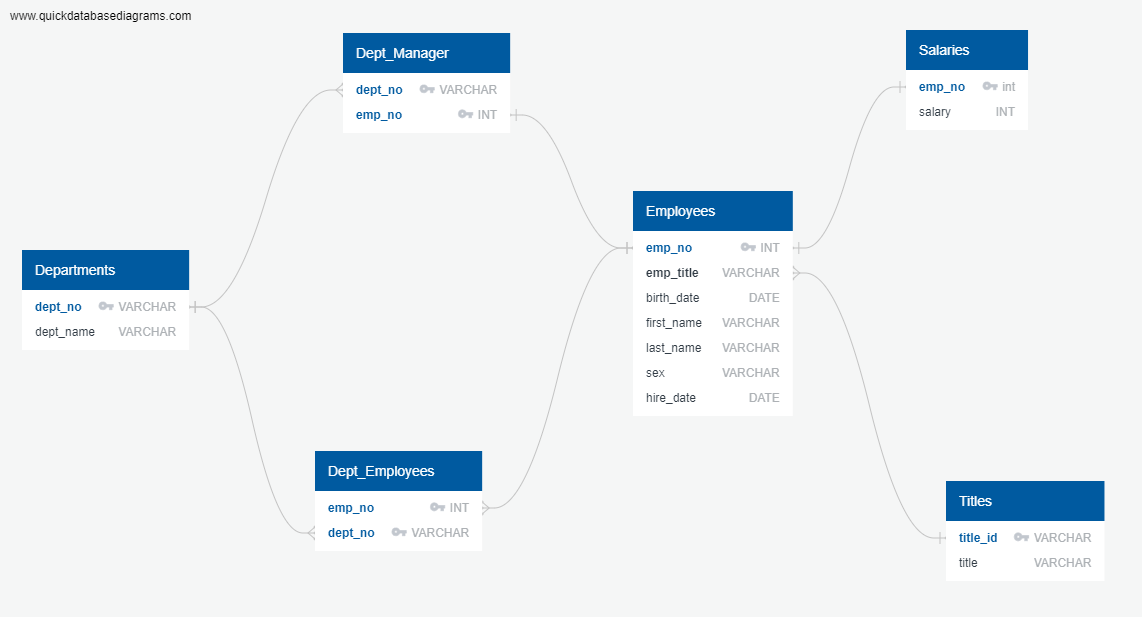 www.quickdatabasediagrams.com
Dept_Manager
dept_no VARCHAR
emp_no INT
Salaries
emp_no int
salary INT
Employees
emp_no INT
emp_title VARCHAR
birth_date DATE
first_name VARCHAR
last_name VARCHAR
sex VARCHAR
hire_date DATE
Departments
dept_no VARCHAR
dept_name VARCHAR
Dept_Employees
emp_no INT
dept_no VARCHAR
Titles
title_id VARCHAR
title VARCHAR